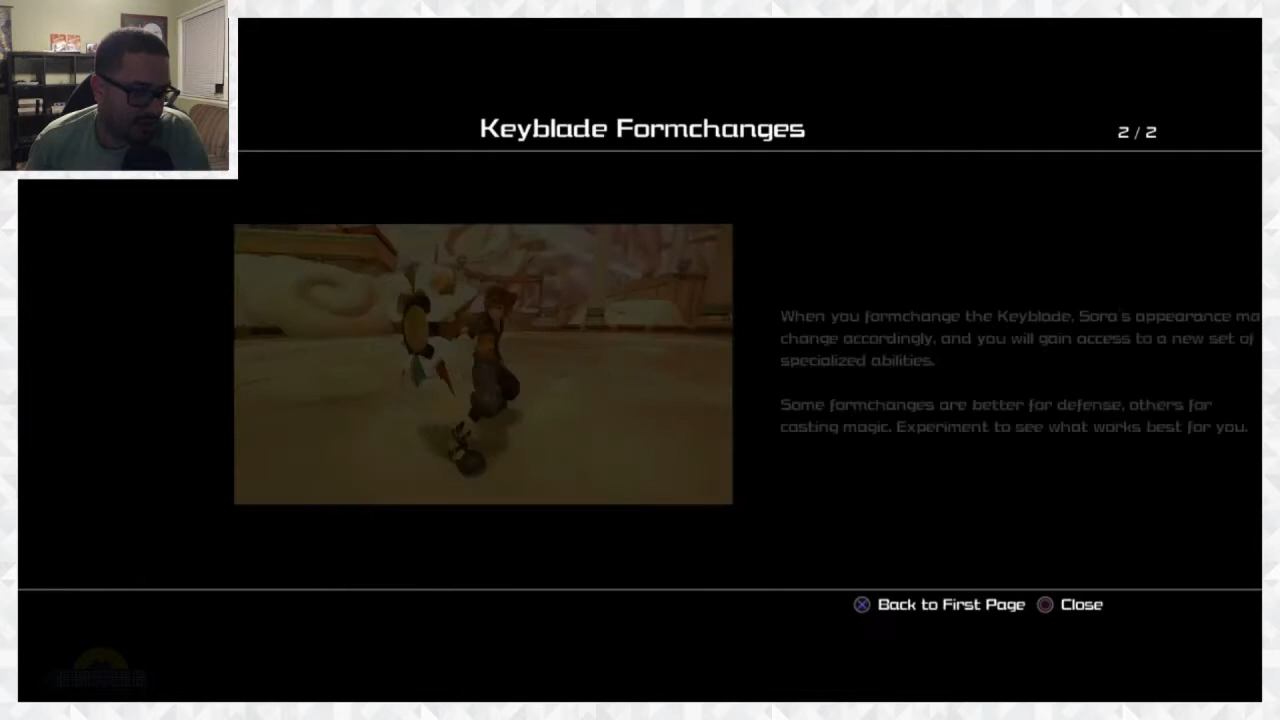 Keyblade Formchanges
2 / 2
When you formchange the Keyblade, Sora's appearance ma
change accordingly, and you will gain access to a new set of
specialized abilities.
Some formchanges are better for defense, others for
casting magic. Experiment to see what works best for you.
Back to First Page Close